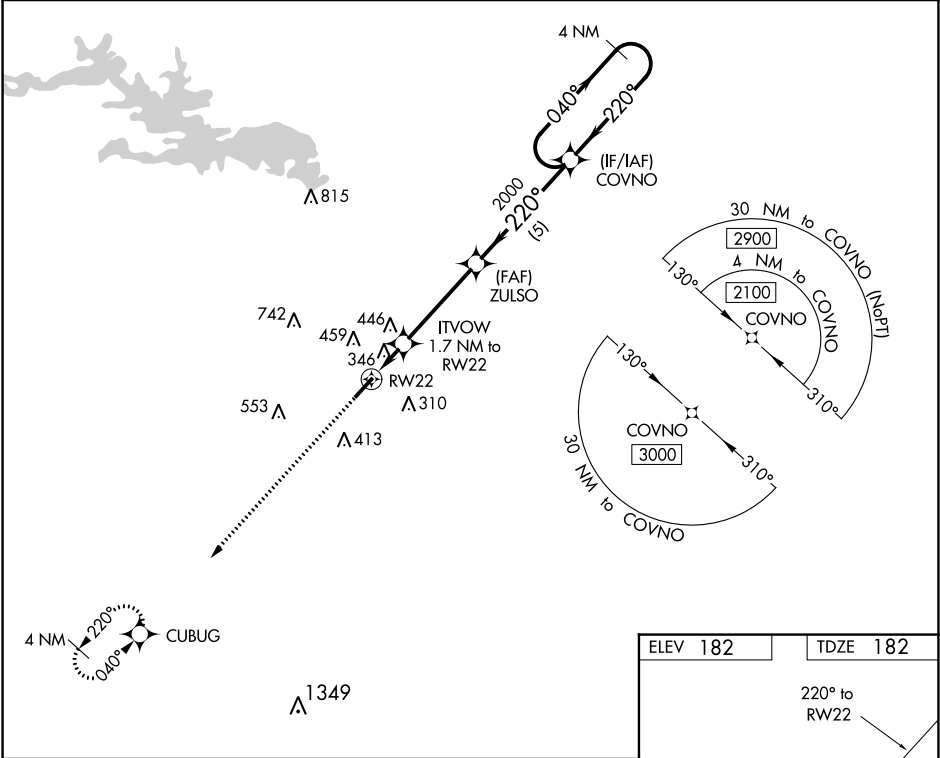 4 NM
040°
220°
(IF/IAF)
COVNO
2000
220°
(5)
815
(FAF)
ZULSO
30 NM to COVNO (NoPT)
2900
4 NM to COVNO
2100
130°
COVNO
310°
742
446
459
346
ITVOW
1.7 NM to
RW22
RW22
310
553
413
130°
COVNO
3000
310°
30 NM to COVNO
4 NM
220°
040°
CUBUG
1349
ELEV 182
TDZE 182
220° to
RW22